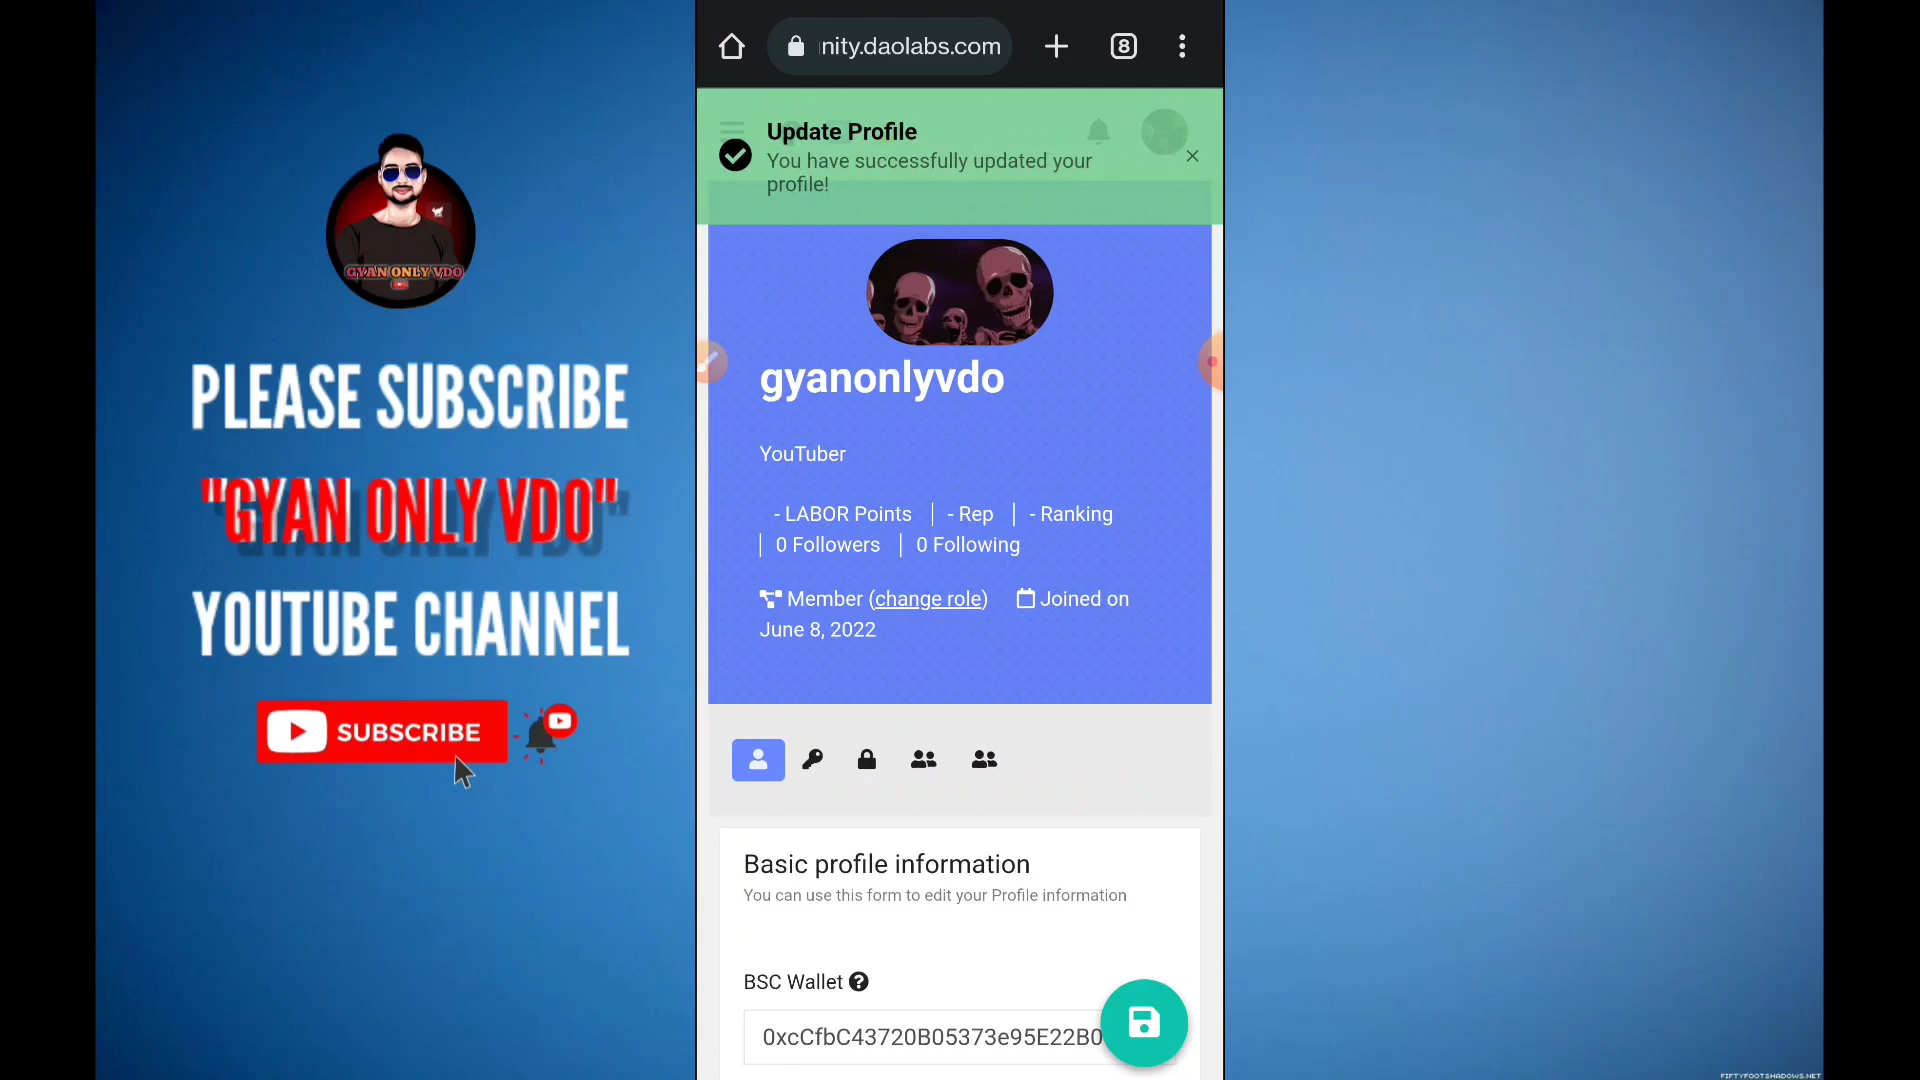 GYAN ONLY VDO
PLEASE SUBSCRIBE
"GYAN ONLY VDO"
YOUTUBE CHANNEL
SUBSCRIBE
nity.daolabs.com
8
Update Profile
You have successfully updated your
profile!
gyanonlyvdo
YouTuber
- LABOR Points | - Rep | - Ranking
| 0 Followers | 0 Following
Member (change role) Joined on
June 8, 2022
Basic profile information
You can use this form to edit your Profile information
BSC Wallet ?
0xcCfbC43720B05373e95E22B0
FIFTYFOOTSHADOWS.NET